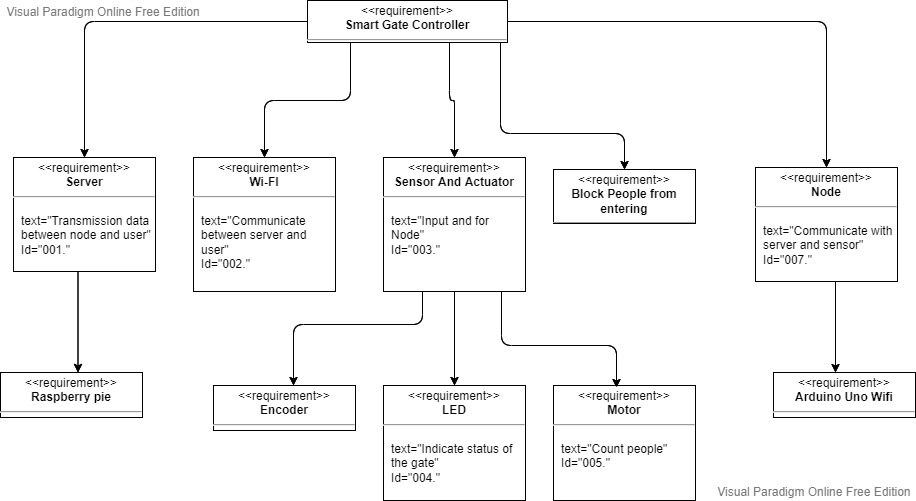 Visual Paradigm Online Free Edition
<<requirement>>
Smart Gate Controller
<<requirement>>
Server
text="Transmission data
between node and user"
Id="001."
<<requirement>>
Wi-FI
text="Communicate
between server and
user"
Id="002."
<<requirement>>
Sensor And Actuator
text="Input and for
Node"
Id="003."
<<requirement>>
Block People from
entering
<<requirement>>
Node
text="Communicate with
server and sensor"
Id="007."
<<requirement>>
Raspberry pie
<<requirement>>
Encoder
<<requirement>>
LED
text="Indicate status of
the gate"
Id="004."
<<requirement>>
Motor
text="Count people"
Id="005."
<<requirement>>
Arduino Uno Wifi
Visual Paradigm Online Free Edition